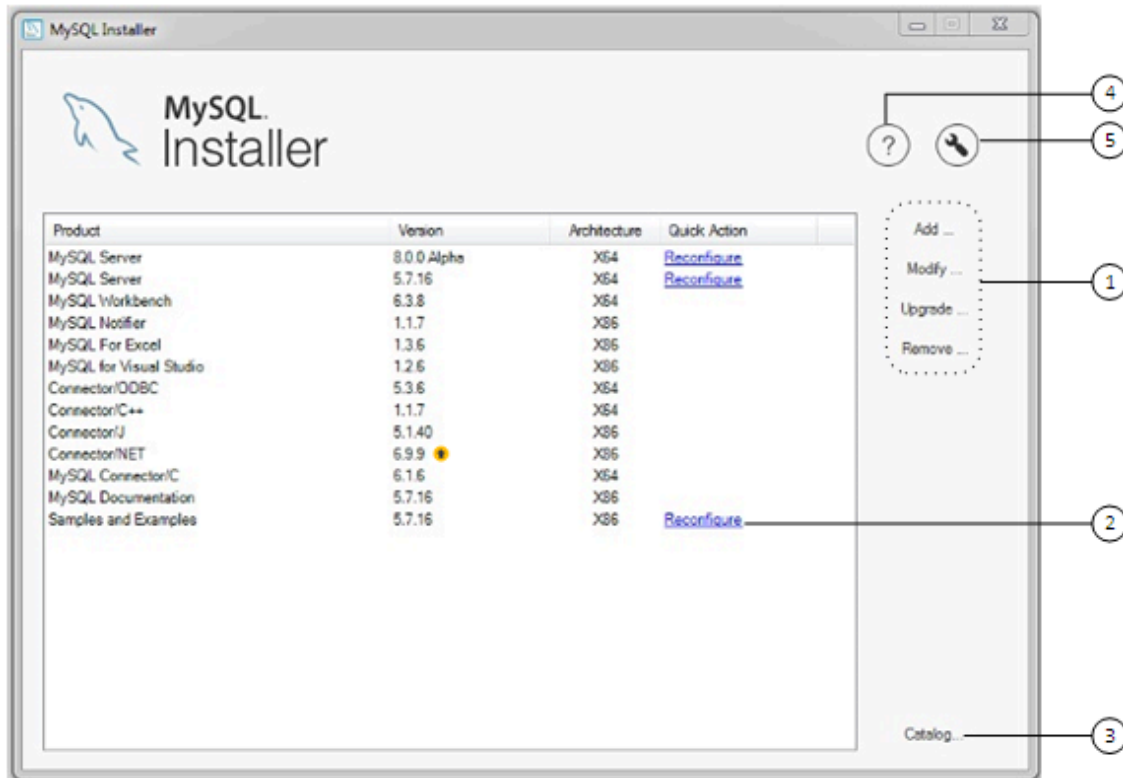 MySQL Installer
MySQL.
Installer
4
?
5
Product Version Architecture Quick Action
MySQL Server 8.0.0 Alpha X64 Reconfigure
MySQL Server 5.7.16 X64 Reconfigure
MySQL Workbench 6.3.8 X64
MySQL Notifier 1.1.7 X86
MySQL For Excel 1.3.6 X86
MySQL for Visual Studio 1.2.6 X86
Connector/ODBC 5.3.6 X64
Connector/C++ 1.1.7 X64
Connector/J 5.1.40 X86
Connector/NET 6.9.9 X86
MySQL Connector/C 6.1.6 X64
MySQL Documentation 5.7.16 X86
Samples and Examples 5.7.16 X86 Reconfigure
Add ...
Modify ...
Upgrade ...
Remove ...
1
2
Catalog...
3